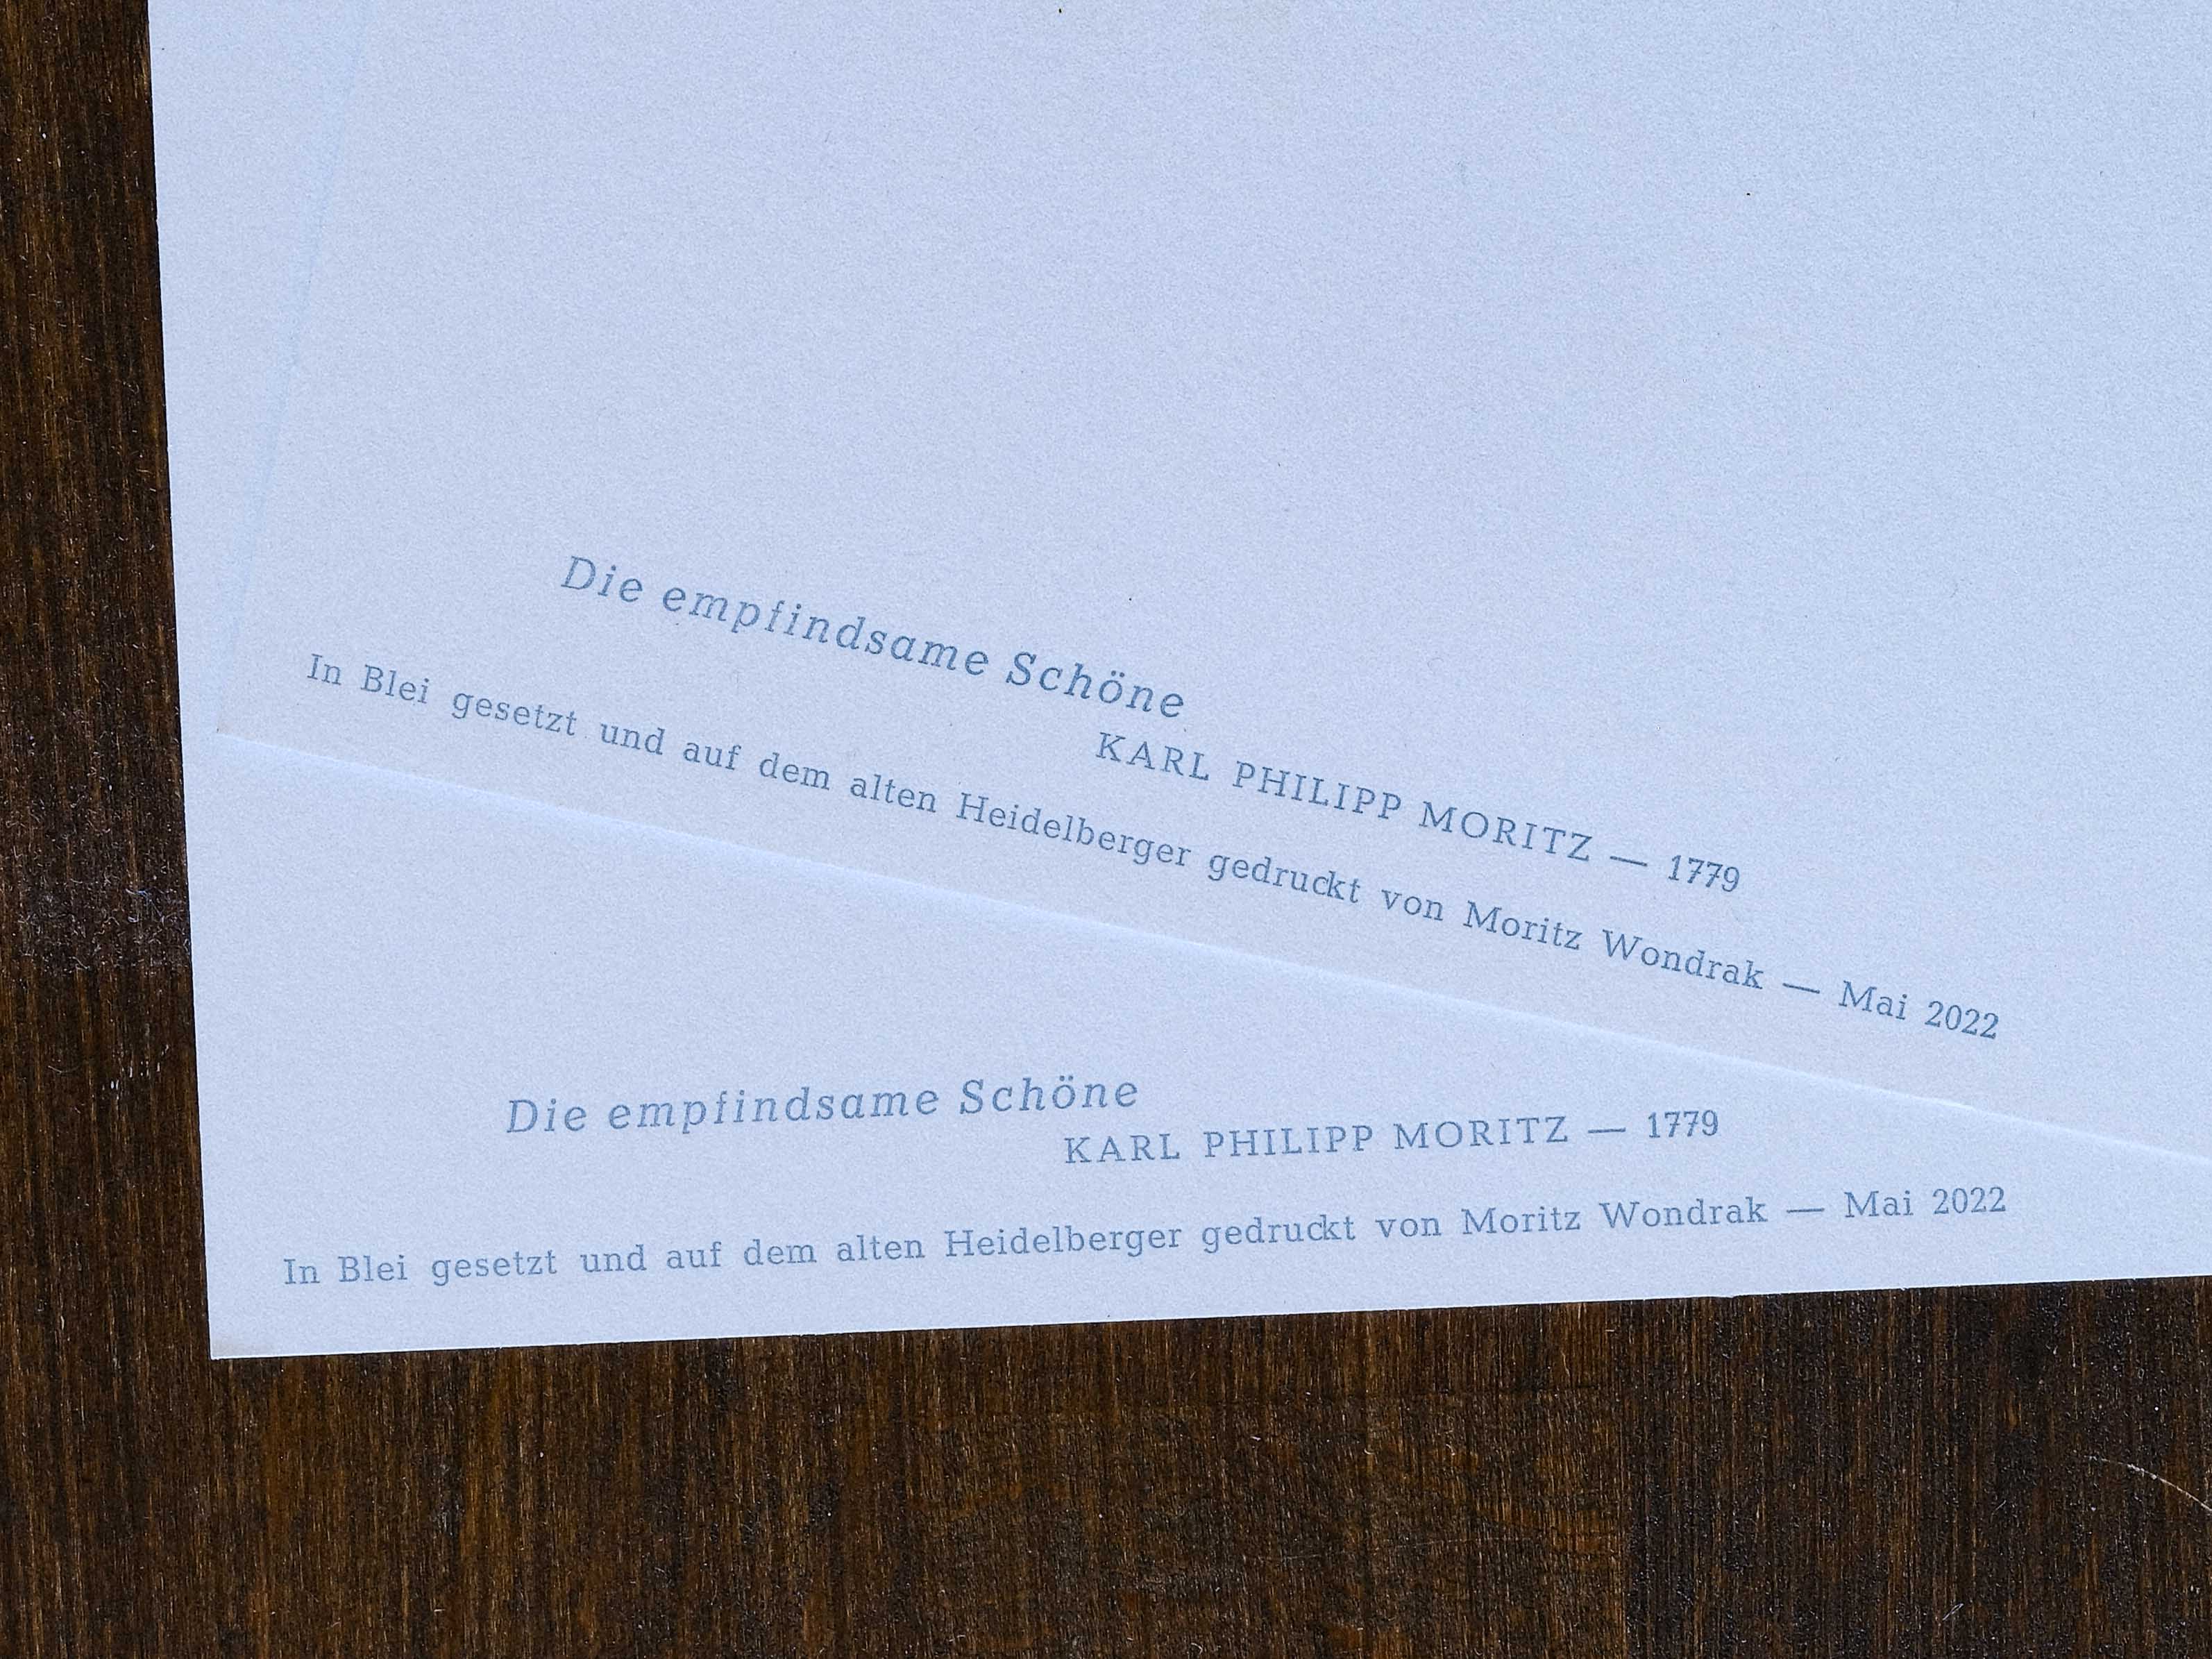 Die empfindsame Schöne
KARL PHILIPP MORITZ — 1779
In Blei gesetzt und auf dem alten Heidelberger gedruckt von Moritz Wondrak — Mai 2022
Die empfindsame Schöne
KARL PHILIPP MORITZ — 1779
In Blei gesetzt und auf dem alten Heidelberger gedruckt von Moritz Wondrak — Mai 2022